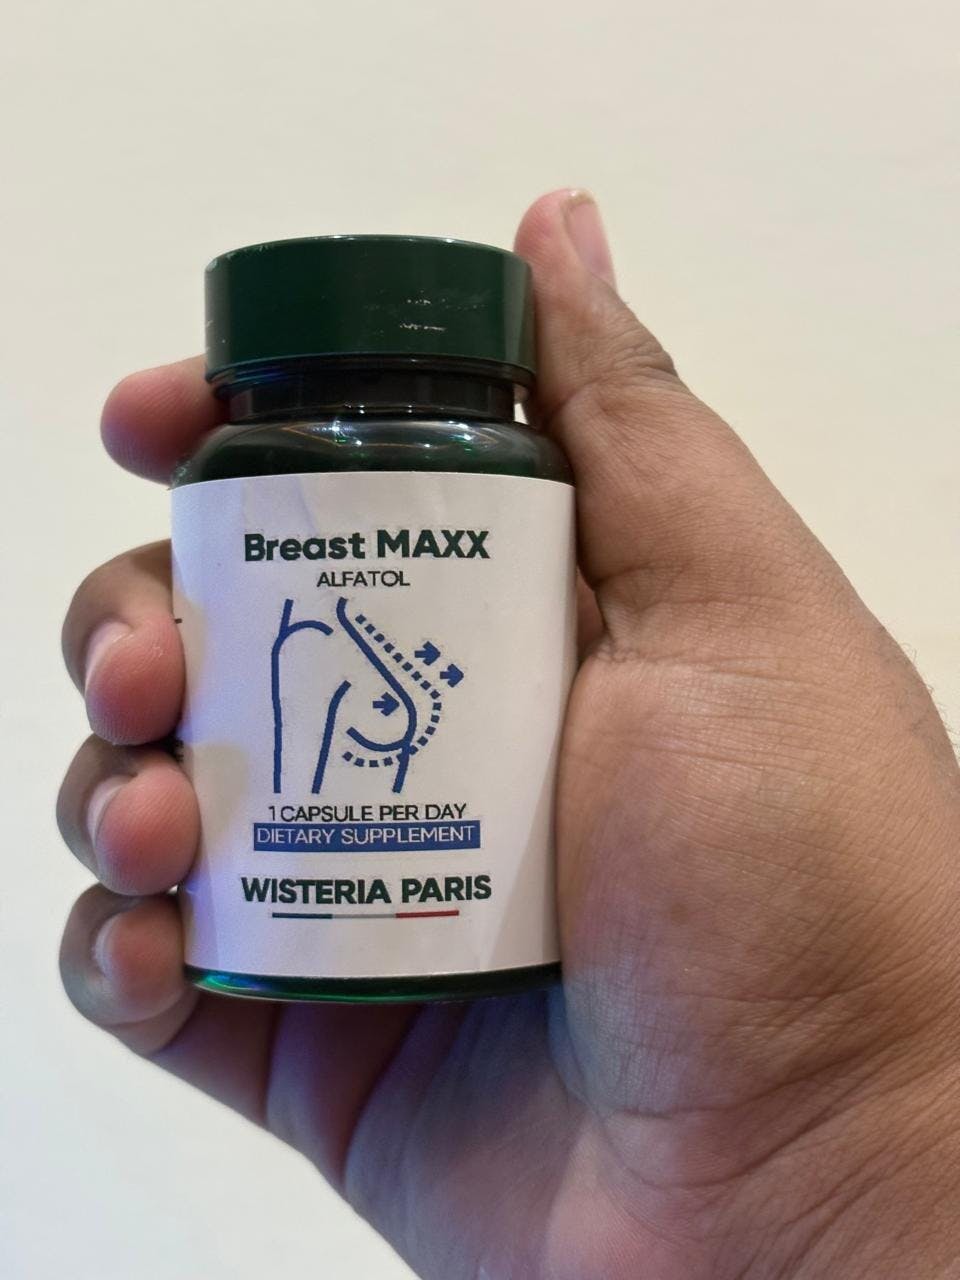 Breast MAXX
ALFATOL
1 CAPSULE PER DAY
DIETARY SUPPLEMENT
WISTERIA PARIS